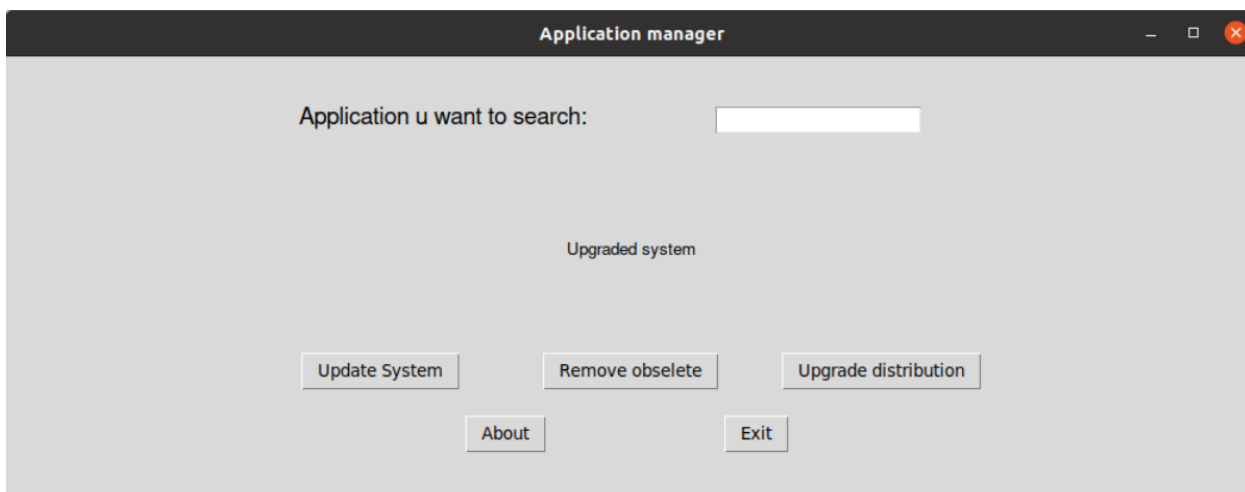 Application manager
Application u want to search:
Upgraded system
Update System Remove obselete Upgrade distribution
About Exit